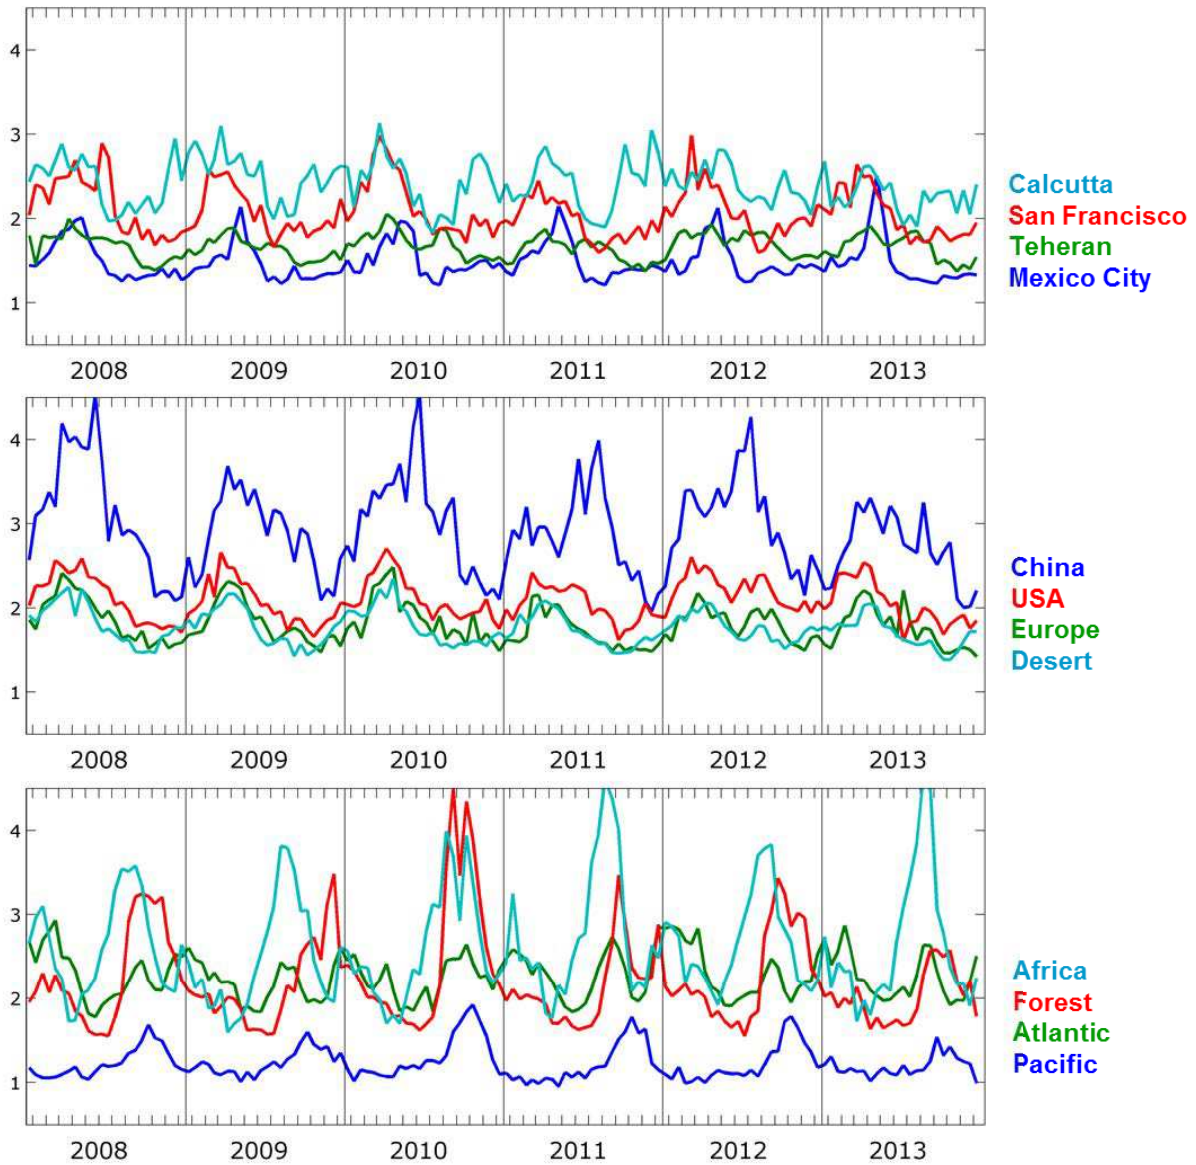 4
3
2
1
2008 2009 2010 2011 2012 2013
Calcutta
San Francisco
Teheran
Mexico City
4
3
2
1
2008 2009 2010 2011 2012 2013
China
USA
Europe
Desert
4
3
2
1
2008 2009 2010 2011 2012 2013
Africa
Forest
Atlantic
Pacific